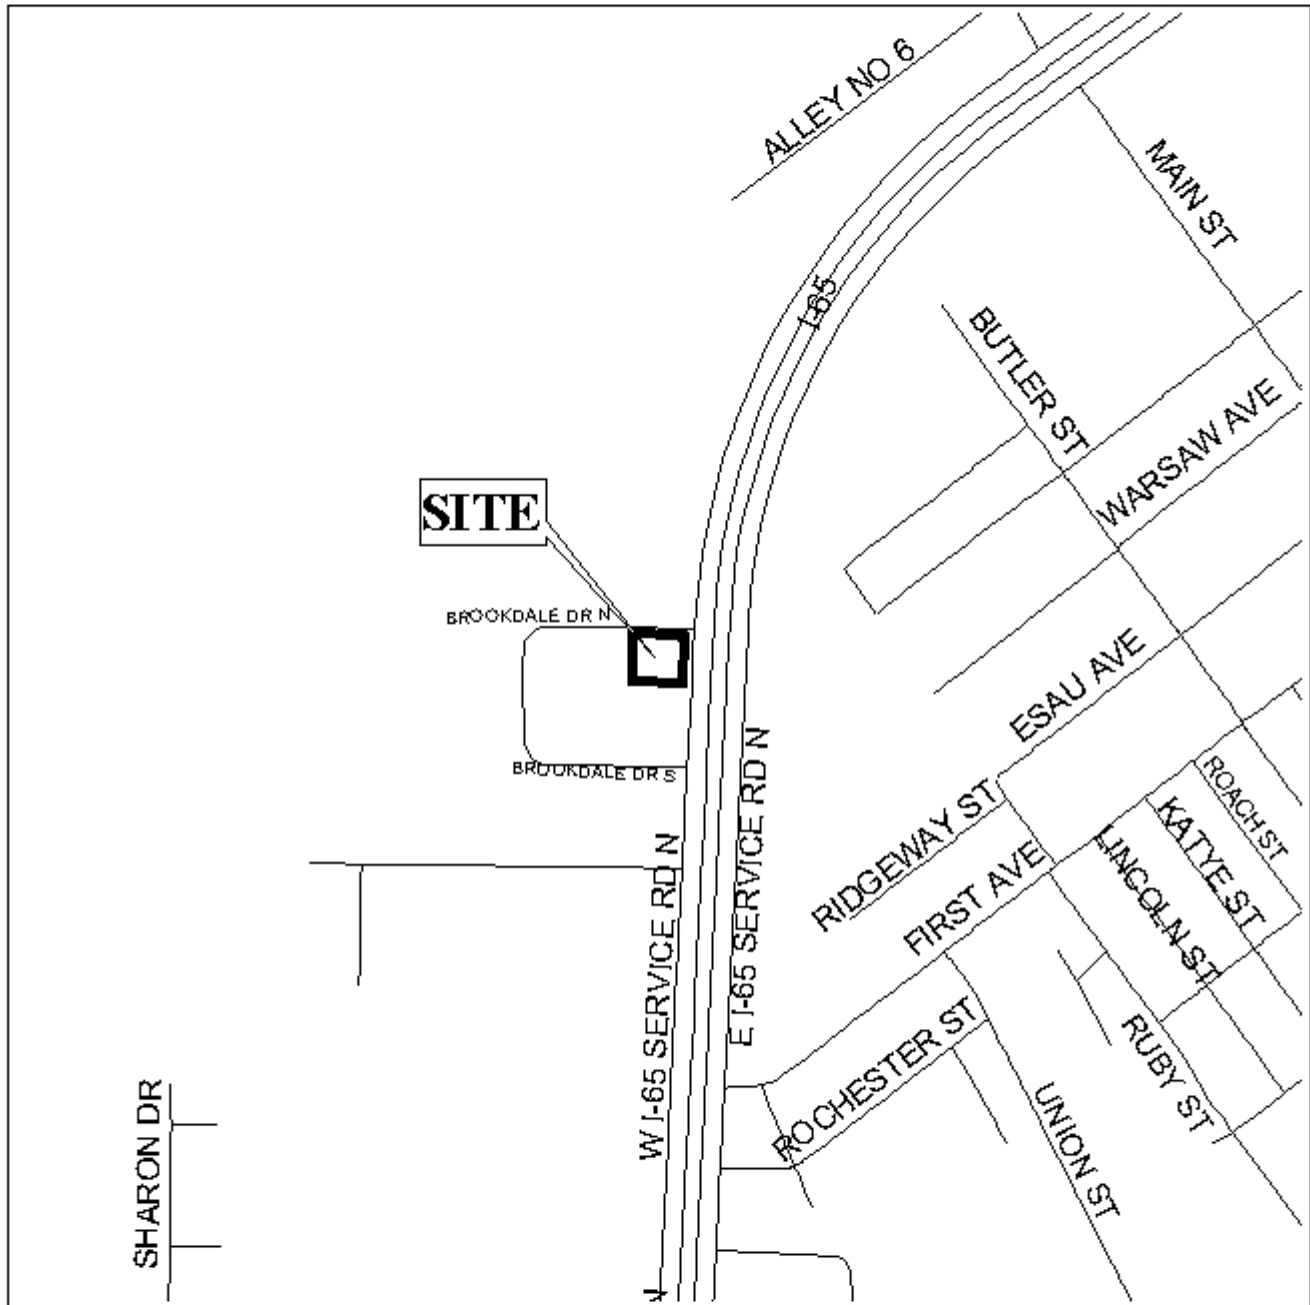 ALLEY NO 6
MAIN ST
I-65
BUTLER ST
WARSAW AVE
SITE
BROOKDALE DR N
ESAU AVE
BROOKDALE DR S
E I-65 SERVICE RD N
RIDGEWAY ST
ROACH ST
KATYE ST
LINCOLN ST
FIRST AVE
W I-65 SERVICE RD N
ROCHESTER ST
RUBY ST
UNION ST
SHARON DR
N